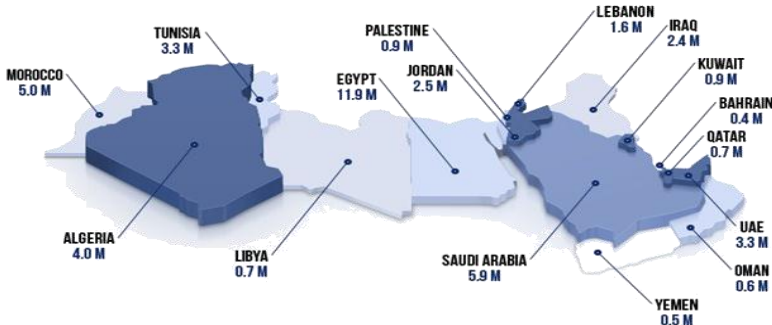 LEBANON
1.6 M
PALESTINE
0.9 M
IRAQ
2.4 M
TUNISIA
3.3 M
KUWAIT
0.9 M
MOROCCO
5.0 M
EGYPT
11.9 M
JORDAN
2.5 M
BAHRAIN
0.4 M
QATAR
0.7 M
ALGERIA
4.0 M
LIBYA
0.7 M
SAUDI ARABIA
5.9 M
UAE
3.3 M
OMAN
0.6 M
YEMEN
0.5 M